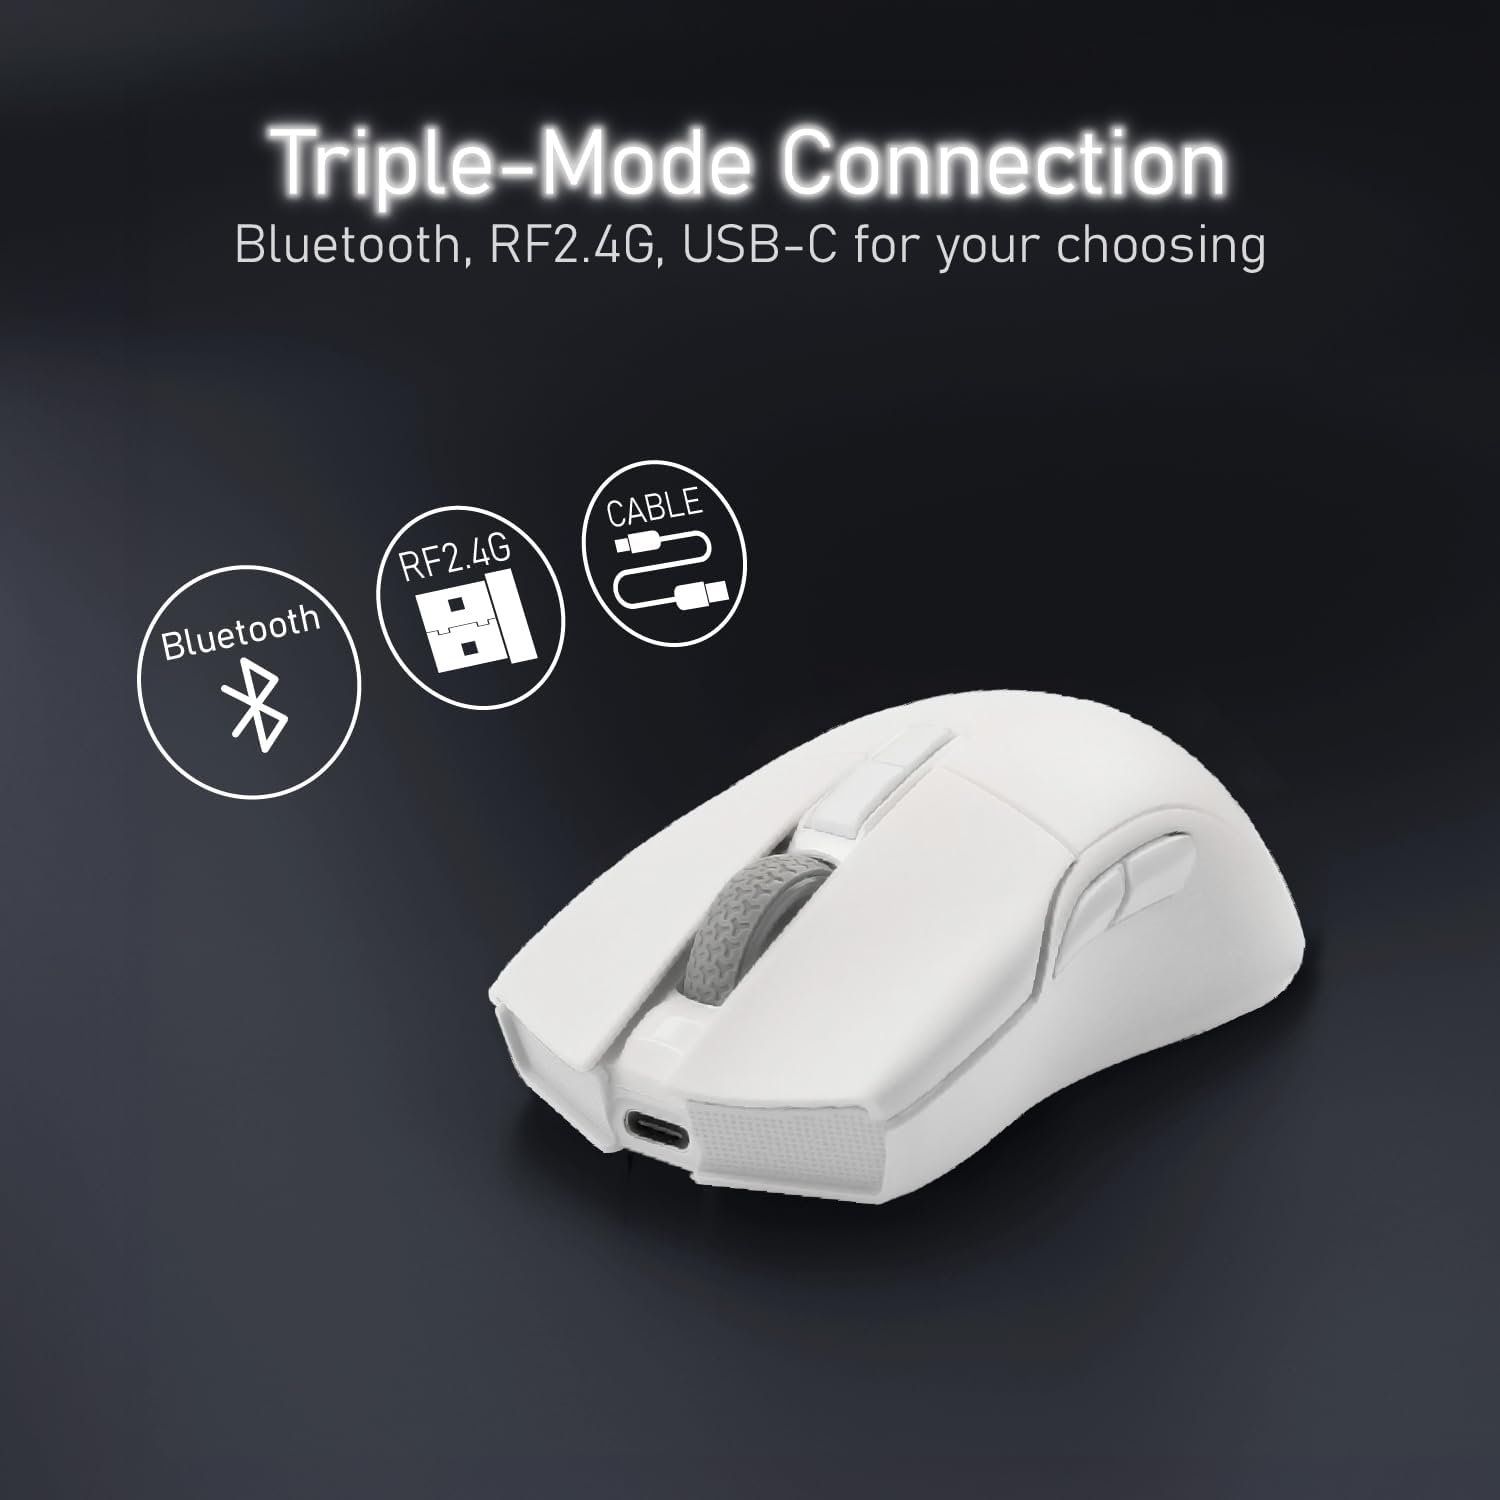 Triple-Mode Connection
Bluetooth, RF2.4G, USB-C for your choosing
CABLE
RF2.4G
Bluetooth